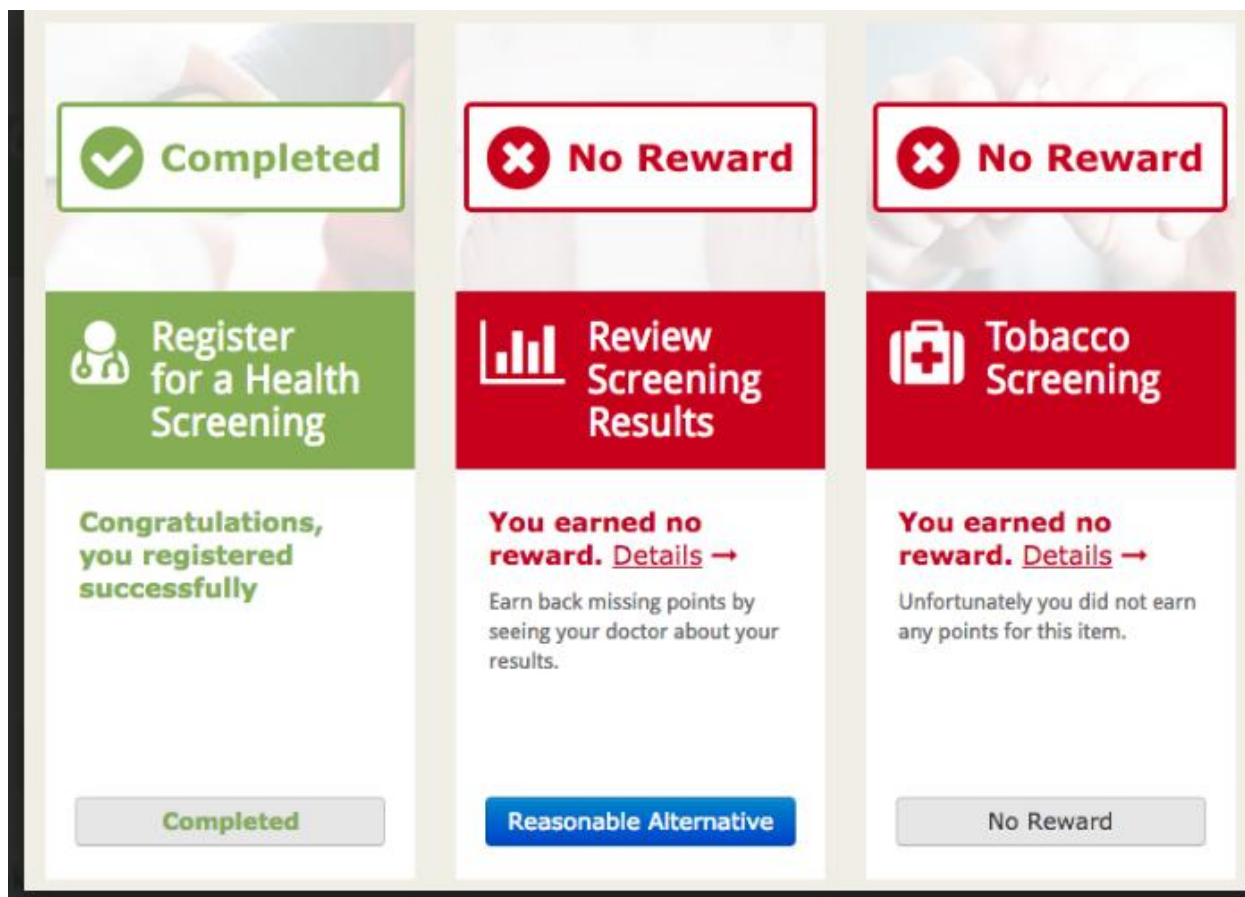 Completed
Register
for a Health
Screening
Congratulations,
you registered
successfully
Completed
No Reward
Review
Screening
Results
You earned no
reward. Details →
Earn back missing points by
seeing your doctor about your
results.
Reasonable Alternative
No Reward
Tobacco
Screening
You earned no
reward. Details →
Unfortunately you did not earn
any points for this item.
No Reward